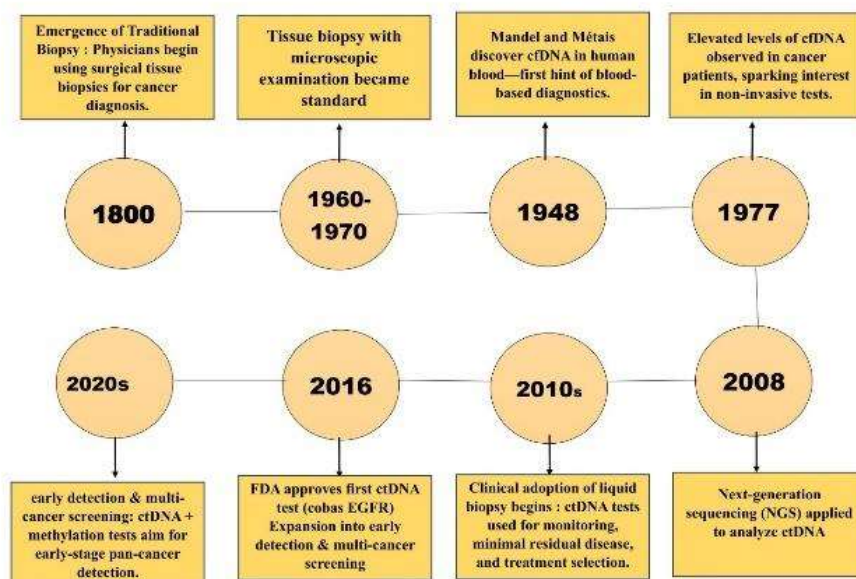 Emergence of Traditional
Biopsy : Physicians begin
using surgical tissue
biopsies for cancer
diagnosis.
Tissue biopsy with
microscopic
examination became
standard
Mandel and Métais
discover cfDNA in human
blood—first hint of blood-
based diagnostics.
Elevated levels of cfDNA
observed in cancer
patients, sparking interest
in non-invasive tests.
1800
1960-
1970
1948
1977
2020s
2016
2010s
2008
early detection & multi-
cancer screening: ctDNA +
methylation tests aim for
early-stage pan-cancer
detection.
FDA approves first ctDNA
test (cobas EGFR)
Expansion into early
detection & multi-cancer
screening
Clinical adoption of liquid
biopsy begins : ctDNA tests
used for monitoring,
minimal residual disease,
and treatment selection.
Next-generation
sequencing (NGS) applied
to analyze ctDNA